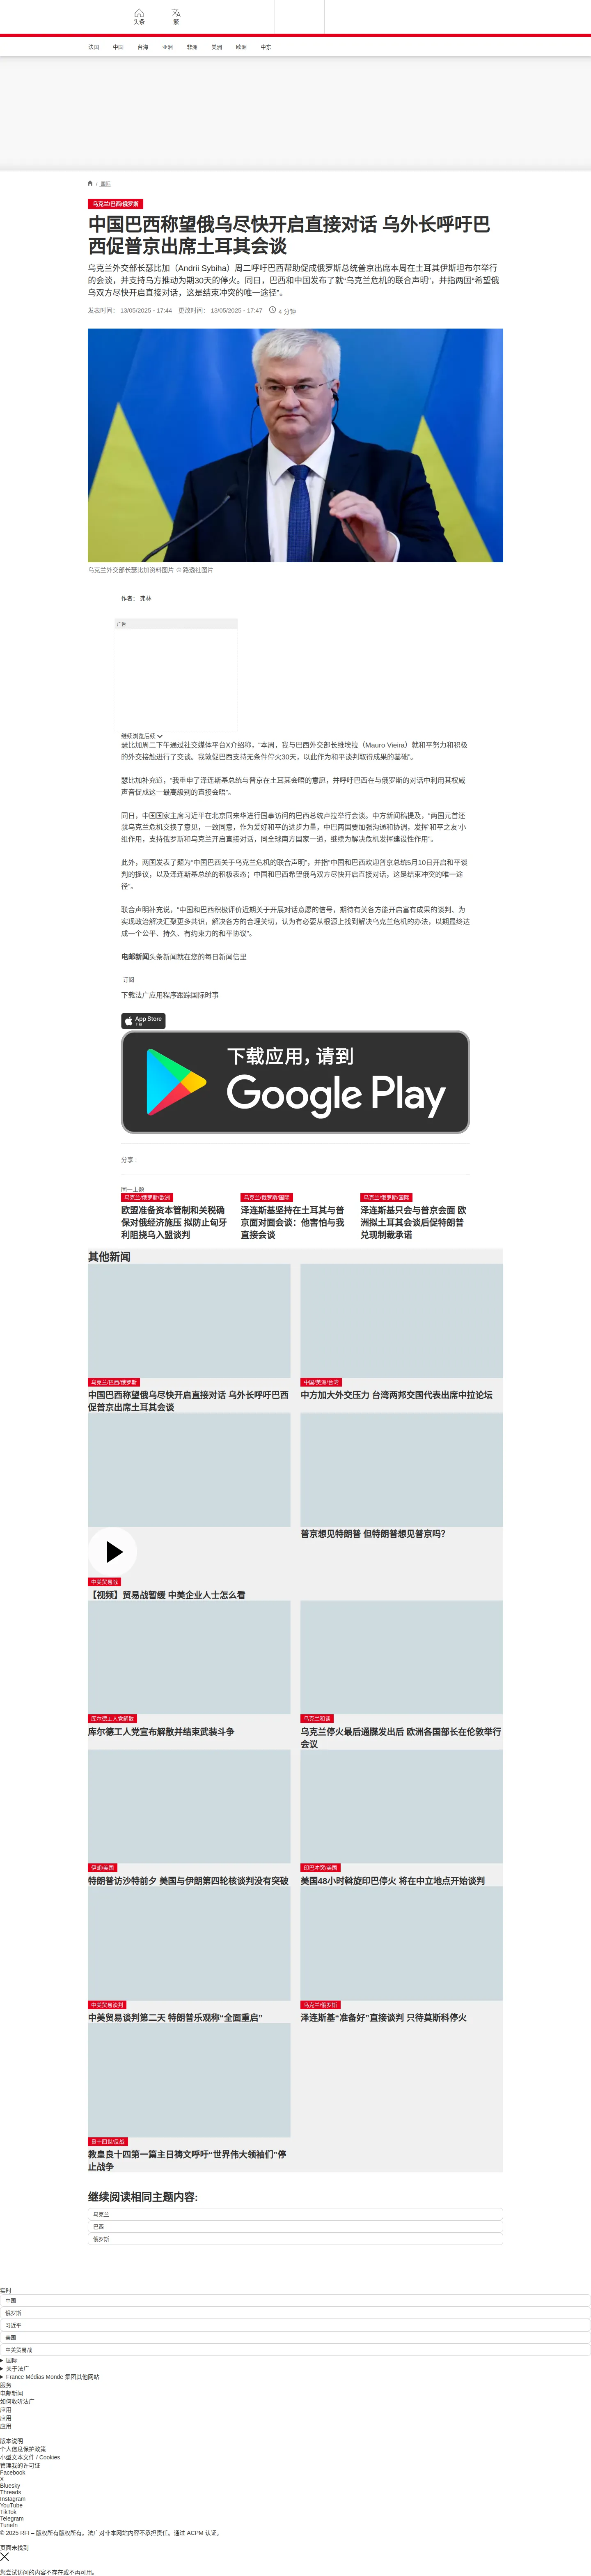 头条
繁
法国 中国 台海 亚洲 非洲 美洲 欧洲 中东
/ 国际
乌克兰/巴西/俄罗斯
中国巴西称望俄乌尽快开启直接对话 乌外长呼吁巴
西促普京出席土耳其会谈
乌克兰外交部长瑟比加（Andrii Sybiha）周二呼吁巴西帮助促成俄罗斯总统普京出席本周在土耳其伊斯坦布尔举行
的会谈，并支持乌方推动为期30天的停火。同日，巴西和中国发布了就“乌克兰危机的联合声明”，并指两国“希望俄
乌双方尽快开启直接对话，这是结束冲突的唯一途径”。
发表时间： 13/05/2025 - 17:44 更改时间： 13/05/2025 - 17:47 4 分钟
乌克兰外交部长瑟比加资料图片 © 路透社图片
作者： 弗林
广告
继续浏览后续
瑟比加周二下午通过社交媒体平台X介绍称，“本周，我与巴西外交部长维埃拉（Mauro Vieira）就和平努力和积极
的外交接触进行了交谈。我敦促巴西支持无条件停火30天，以此作为和平谈判取得成果的基础”。
瑟比加补充道，“我重申了泽连斯基总统与普京在土耳其会晤的意愿，并呼吁巴西在与俄罗斯的对话中利用其权威
声音促成这一最高级别的直接会晤”。
同日，中国国家主席习近平在北京同来华进行国事访问的巴西总统卢拉举行会谈。中方新闻稿提及，“两国元首还
就乌克兰危机交换了意见，一致同意，作为爱好和平的进步力量，中巴两国要加强沟通和协调，发挥‘和平之友’小
组作用，支持俄罗斯和乌克兰开启直接对话，同全球南方国家一道，继续为解决危机发挥建设性作用”。
此外，两国发表了题为“中国巴西关于乌克兰危机的联合声明”，并指“中国和巴西欢迎普京总统5月10日开启和平谈
判的提议，以及泽连斯基总统的积极表态；中国和巴西希望俄乌双方尽快开启直接对话，这是结束冲突的唯一途
径”。
联合声明补充说，“中国和巴西积极评价近期关于开展对话意愿的信号，期待有关各方能开启富有成果的谈判、为
实现政治解决汇聚更多共识，解决各方的合理关切，认为有必要从根源上找到解决乌克兰危机的办法，以期最终达
成一个公平、持久、有约束力的和平协议”。
电邮新闻头条新闻就在您的每日新闻信里
订阅
下载法广应用程序跟踪国际时事
App Store
下载
下载应用，请到
Google Play
分享 :
同一主题
乌克兰/俄罗斯/欧洲
欧盟准备资本管制和关税确
保对俄经济施压 拟防止匈牙
利阻挠乌入盟谈判
乌克兰/俄罗斯/国际
泽连斯基坚持在土耳其与普
京面对面会谈：他害怕与我
直接会谈
乌克兰/俄罗斯/国际
泽连斯基只会与普京会面 欧
洲拟土耳其会谈后促特朗普
兑现制裁承诺
其他新闻
乌克兰/巴西/俄罗斯
中国巴西称望俄乌尽快开启直接对话 乌外长呼吁巴西
促普京出席土耳其会谈
中国/美洲/台湾
中方加大外交压力 台湾两邦交国代表出席中拉论坛
中美贸易战
【视频】贸易战暂缓 中美企业人士怎么看
普京想见特朗普 但特朗普想见普京吗？
库尔德工人党解散
库尔德工人党宣布解散并结束武装斗争
乌克兰和谈
乌克兰停火最后通牒发出后 欧洲各国部长在伦敦举行
会议
伊朗/美国
特朗普访沙特前夕 美国与伊朗第四轮核谈判没有突破
印巴冲突/美国
美国48小时斡旋印巴停火 将在中立地点开始谈判
中美贸易谈判
中美贸易谈判第二天 特朗普乐观称“全面重启”
乌克兰/俄罗斯
泽连斯基“准备好”直接谈判 只待莫斯科停火
良十四世/反战
教皇良十四第一篇主日祷文呼吁“世界伟大领袖们”停
止战争
继续阅读相同主题内容:
乌克兰
巴西
俄罗斯
实时
中国
俄罗斯
习近平
美国
中美贸易战
国际
关于法广
France Médias Monde 集团其他网站
服务
电邮新闻
如何收听法广
应用
应用
应用
版本说明
个人信息保护政策
小型文本文件 / Cookies
管理我的许可证
Facebook
X
Bluesky
Threads
Instagram
YouTube
TikTok
Telegram
TuneIn
© 2025 RFI – 版权所有版权所有。法广对非本网站内容不承担责任。通过 ACPM 认证。
页面未找到
您尝试访问的内容不存在或不再可用。